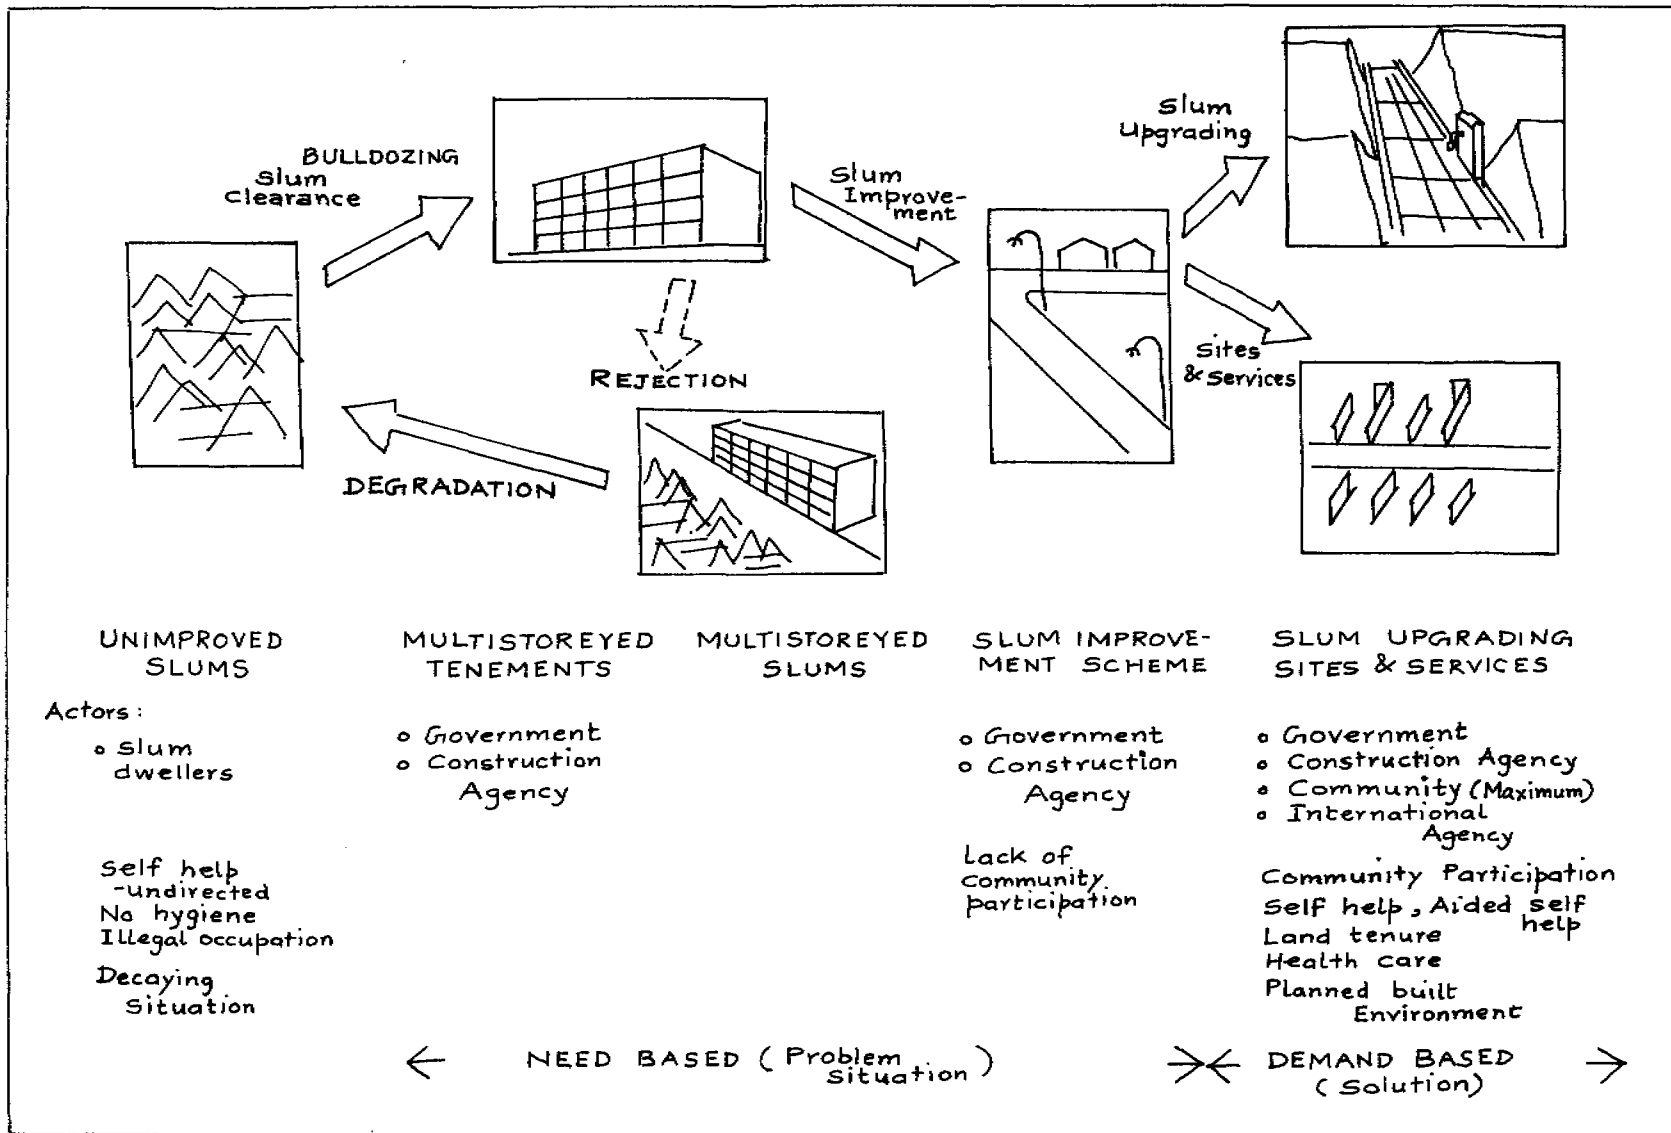 BULLDOZING
Slum
Clearance
Slum
Improve-
ment
Slum
Upgrading
REJECTION
Sites
& Services
DEGRADATION
UNIMPROVED
SLUMS
MULTISTOREYED
TENEMENTS
MULTISTOREYED
SLUMS
SLUM IMPROVE-
MENT SCHEME
SLUM UPGRADING
SITES & SERVICES
Actors :
o Slum
dwellers
o Government
o Construction
Agency
o Government
o Construction
Agency
o Government
o Construction Agency
o Community (Maximum)
o International
Agency
Self help
-undirected
No hygiene
Illegal occupation
Decaying
Situation
Lack of
Community
participation
Community Participation
Self help, Aided self
help
Land tenure
Health care
Planned built
Environment
NEED BASED (Problem
Situation)
DEMAND BASED
(Solution)